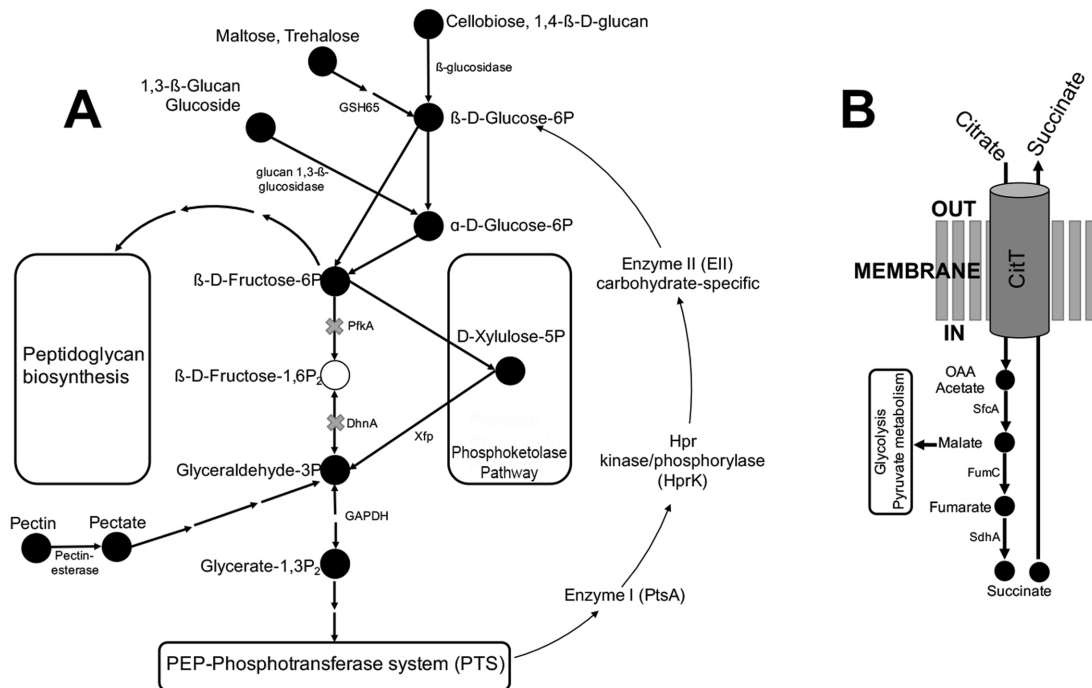 A
Cellobiose, 1,4-ß-D-glucan
Maltose, Trehalose
ß-glucosidase
1,3-ß-Glucan
Glucoside
GSH65
ß-D-Glucose-6P
glucan 1,3-ß-
glucosidase
α-D-Glucose-6P
ß-D-Fructose-6P
PfkA
Peptidoglycan
biosynthesis
ß-D-Fructose-1,6P₂
D-Xylulose-5P
DhnA
Xfp
Phosphoketolase
Pathway
Glyceraldehyde-3P
GAPDH
Pectin
Pectate
Pectin-
esterase
Glycerate-1,3P₂
PEP-Phosphotransferase system (PTS)
Enzyme I (PtsA)
Hpr
kinase/phosphorylase
(HprK)
Enzyme II (EII)
carbohydrate-specific
B
Citrate
Succinate
OUT
MEMBRANE
IN
CitT
OAA
Acetate
SfcA
Malate
Glycolysis
Pyruvate metabolism
FumC
Fumarate
SdhA
Succinate